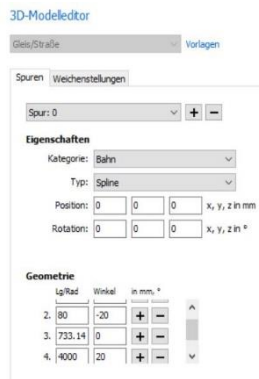 3D-Modeleditor
Gleis/Straße Vorlagen
Spuren Weichenstellungen
Spur: 0 + −
Eigenschaften
Kategorie: Bahn
Typ: Spline
Position: 0 0 0 x, y, z in mm
Rotation: 0 0 0 x, y, z in °
Geometrie
Lg/Rad Winkel in mm, °
2. 80 -20 + −
3. 733.14 0 + −
4. 4000 20 + −